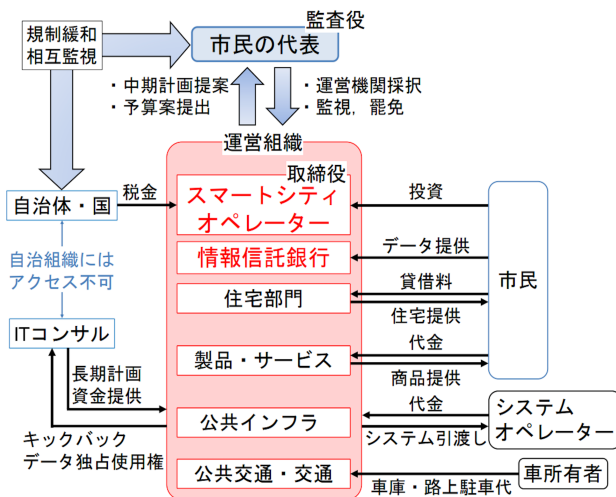 監査役
規制緩和
相互監視
市民の代表
・中期計画提案
・予算案提出
・運営機関採択
・監視，罷免
運営組織
取締役
スマートシティ
オペレーター
税金
自治体・国
投資
情報信託銀行
データ提供
市民
自治組織には
アクセス不可
住宅部門
貸借料
住宅提供
ITコンサル
製品・サービス
代金
商品提供
長期計画
資金提供
公共インフラ
代金
システム引渡し
システム
オペレーター
キックバック
データ独占使用権
公共交通・交通
車所有者
車庫・路上駐車代